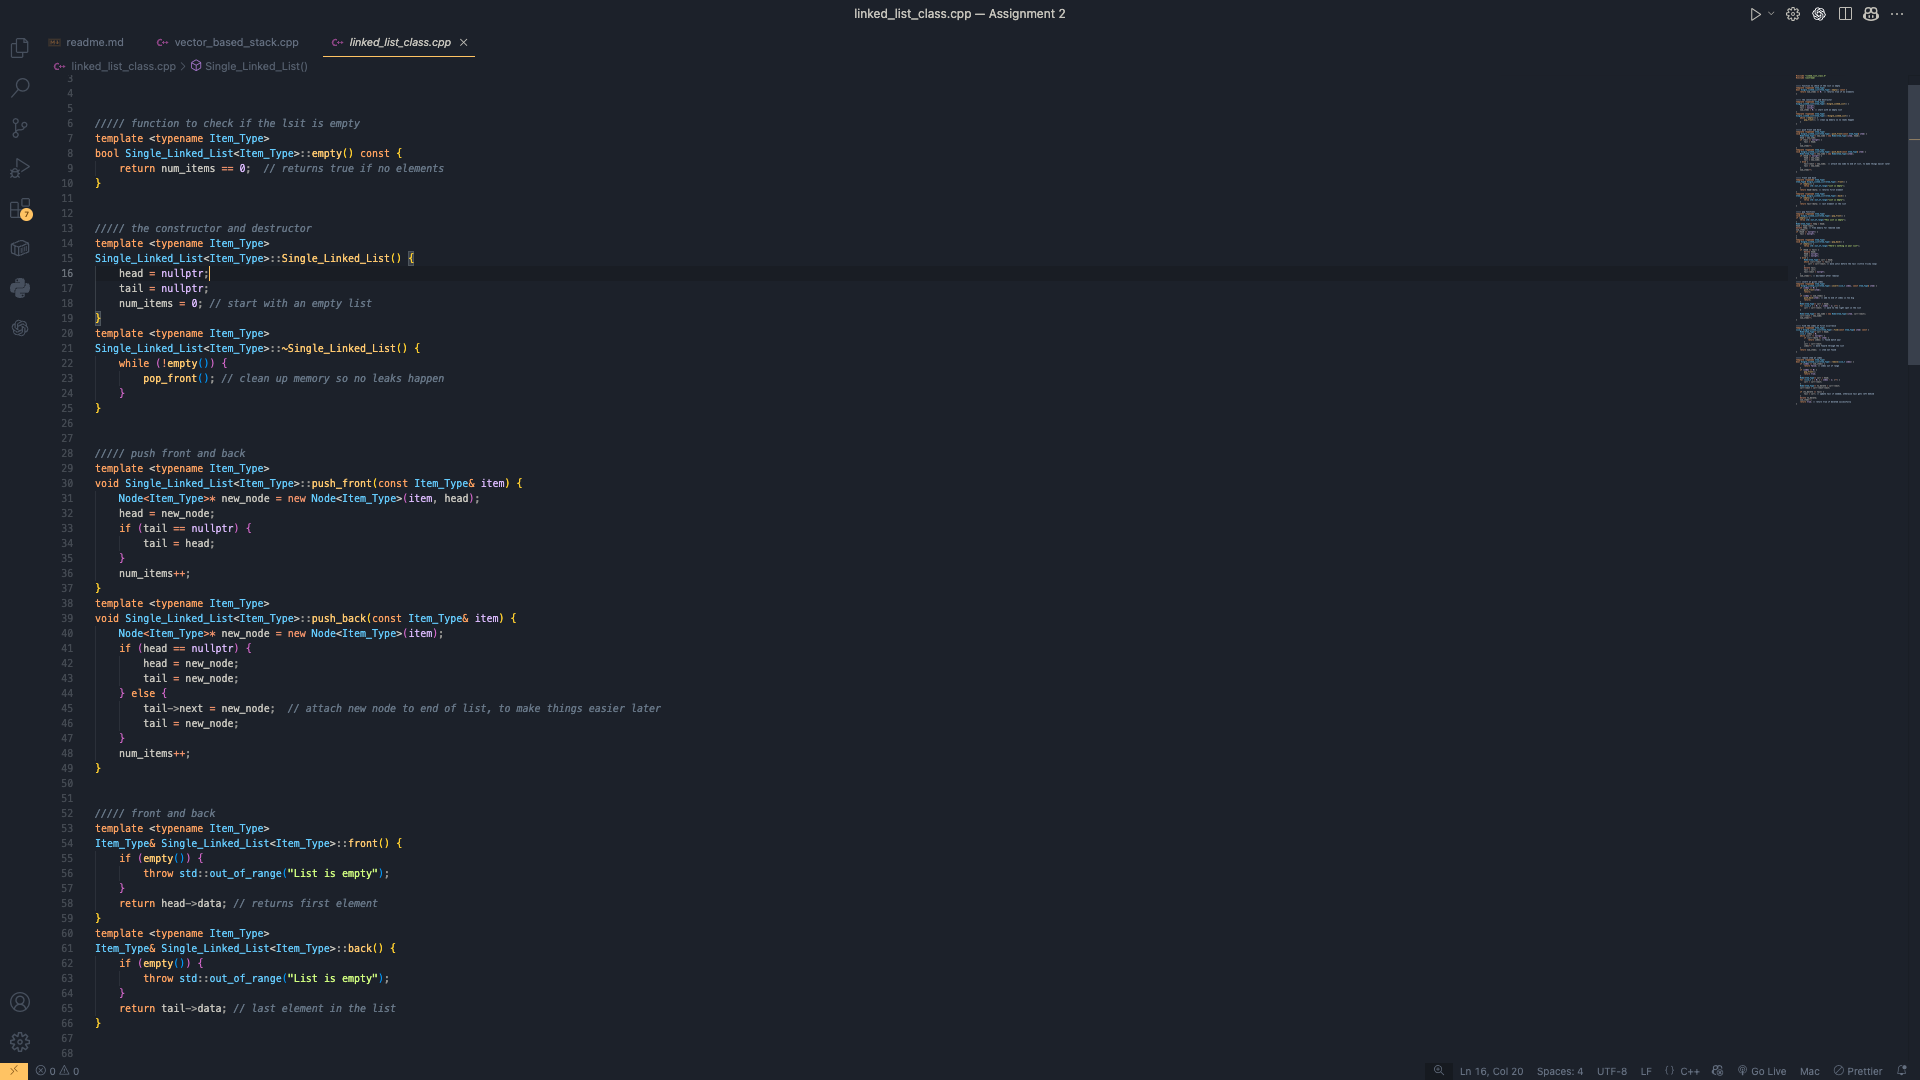 linked_list_class.cpp — Assignment 2
readme.md
C++ vector_based_stack.cpp
C++ linked_list_class.cpp
C++ linked_list_class.cpp > Single_Linked_List()
3
4
5
6 ///// function to check if the lsit is empty
7 template <typename Item_Type>
8 bool Single_Linked_List<Item_Type>::empty() const {
9     return num_items == 0;  // returns true if no elements
10 }
11
12
13 ///// the constructor and destructor
14 template <typename Item_Type>
15 Single_Linked_List<Item_Type>::Single_Linked_List() {
16     head = nullptr;
17     tail = nullptr;
18     num_items = 0; // start with an empty list
19 }
20 template <typename Item_Type>
21 Single_Linked_List<Item_Type>::~Single_Linked_List() {
22     while (!empty()) {
23         pop_front(); // clean up memory so no leaks happen
24     }
25 }
26
27
28 ///// push front and back
29 template <typename Item_Type>
30 void Single_Linked_List<Item_Type>::push_front(const Item_Type& item) {
31     Node<Item_Type>* new_node = new Node<Item_Type>(item, head);
32     head = new_node;
33     if (tail == nullptr) {
34         tail = head;
35     }
36     num_items++;
37 }
38 template <typename Item_Type>
39 void Single_Linked_List<Item_Type>::push_back(const Item_Type& item) {
40     Node<Item_Type>* new_node = new Node<Item_Type>(item);
41     if (head == nullptr) {
42         head = new_node;
43         tail = new_node;
44     } else {
45         tail->next = new_node;  // attach new node to end of list, to make things easier later
46         tail = new_node;
47     }
48     num_items++;
49 }
50
51
52 ///// front and back
53 template <typename Item_Type>
54 Item_Type& Single_Linked_List<Item_Type>::front() {
55     if (empty()) {
56         throw std::out_of_range("List is empty");
57     }
58     return head->data; // returns first element
59 }
60 template <typename Item_Type>
61 Item_Type& Single_Linked_List<Item_Type>::back() {
62     if (empty()) {
63         throw std::out_of_range("List is empty");
64     }
65     return tail->data; // last element in the list
66 }
67
68
7
0 0
Ln 16, Col 20 Spaces: 4 UTF-8 LF {} C++ Go Live Mac Prettier